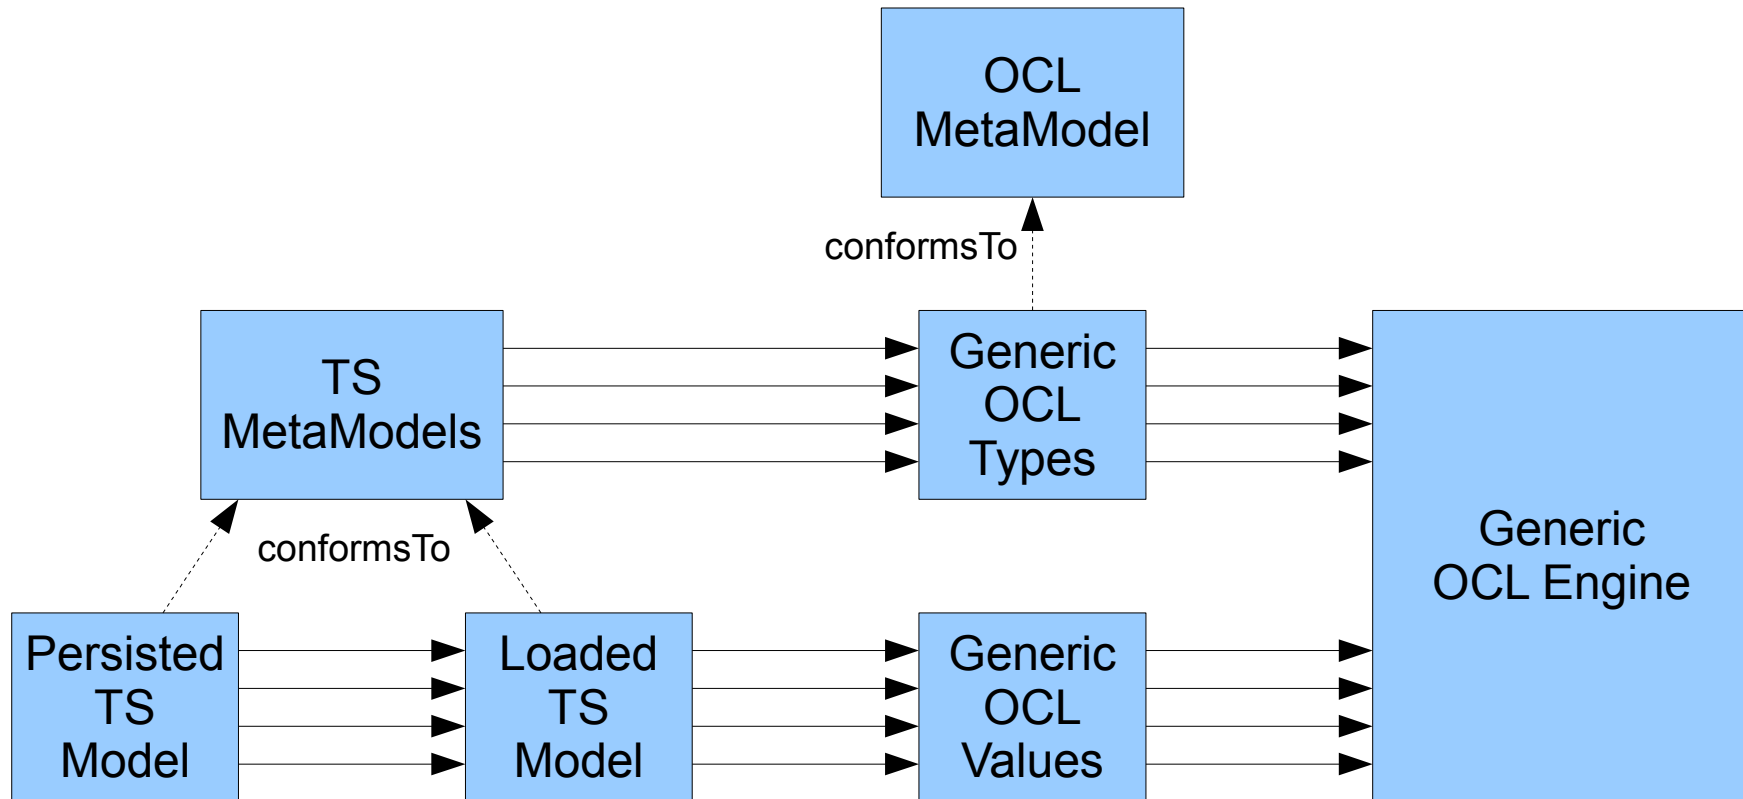 OCL
MetaModel
conformsTo
TS
MetaModels
Generic
OCL
Types
Generic
OCL Engine
conformsTo
Persisted
TS
Model
Loaded
TS
Model
Generic
OCL
Values